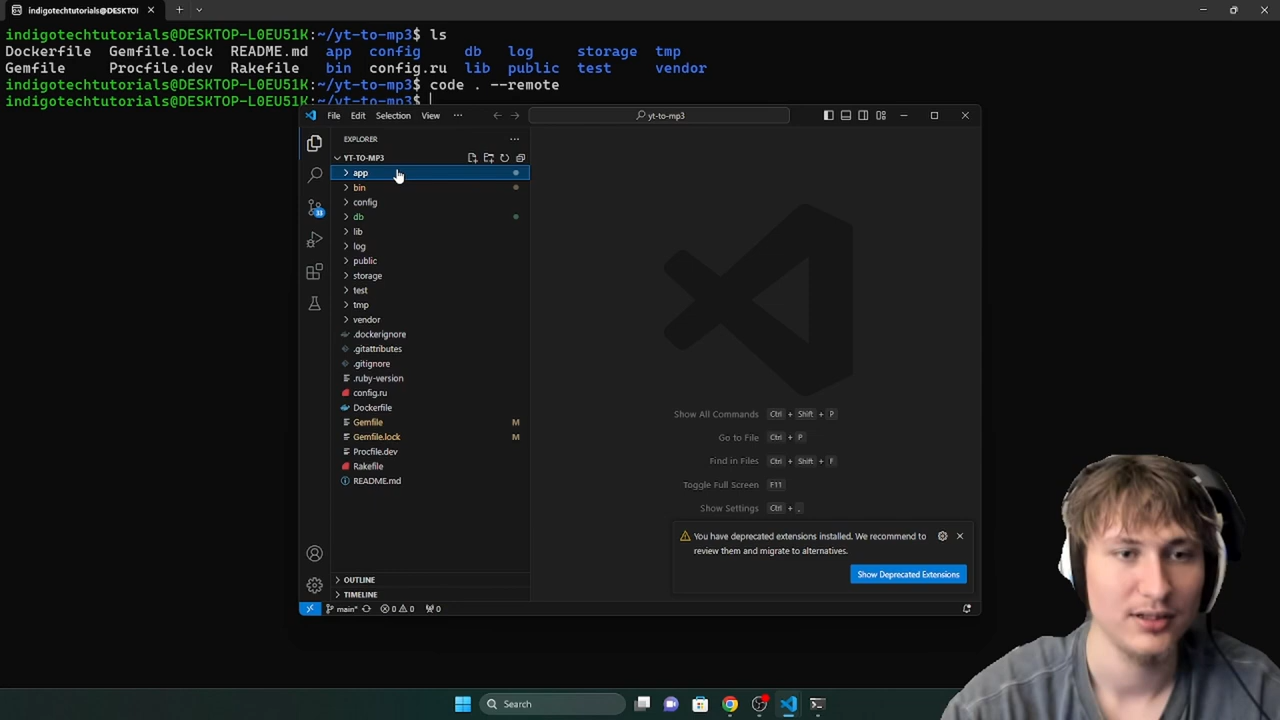 indigotechtutorials@DESKTOP
indigotechtutorials@DESKTOP-L0EU51K:~/yt-to-mp3$ ls
Dockerfile Gemfile.lock README.md app config db log storage tmp
Gemfile Procfile.dev Rakefile bin config.ru lib public test vendor
indigotechtutorials@DESKTOP-L0EU51K:~/yt-to-mp3$ code . --remote
indigotechtutorials@DESKTOP-L0EU51K:~/yt-to-mp3$
File Edit Selection View ··· yt-to-mp3
EXPLORER
YT-TO-MP3
app
bin
config
db
lib
log
public
storage
test
tmp
vendor
.dockerignore
.gitattributes
.gitignore
.ruby-version
config.ru
Dockerfile
Gemfile M
Gemfile.lock M
Procfile.dev
Rakefile
README.md
33
Show All Commands Ctrl + Shift + P
Go to File Ctrl + P
Find in Files Ctrl + Shift + F
Toggle Full Screen F11
Show Settings Ctrl + ,
You have deprecated extensions installed. We recommend to
review them and migrate to alternatives.
Show Deprecated Extensions
OUTLINE
TIMELINE
main* 0 0 0
Search